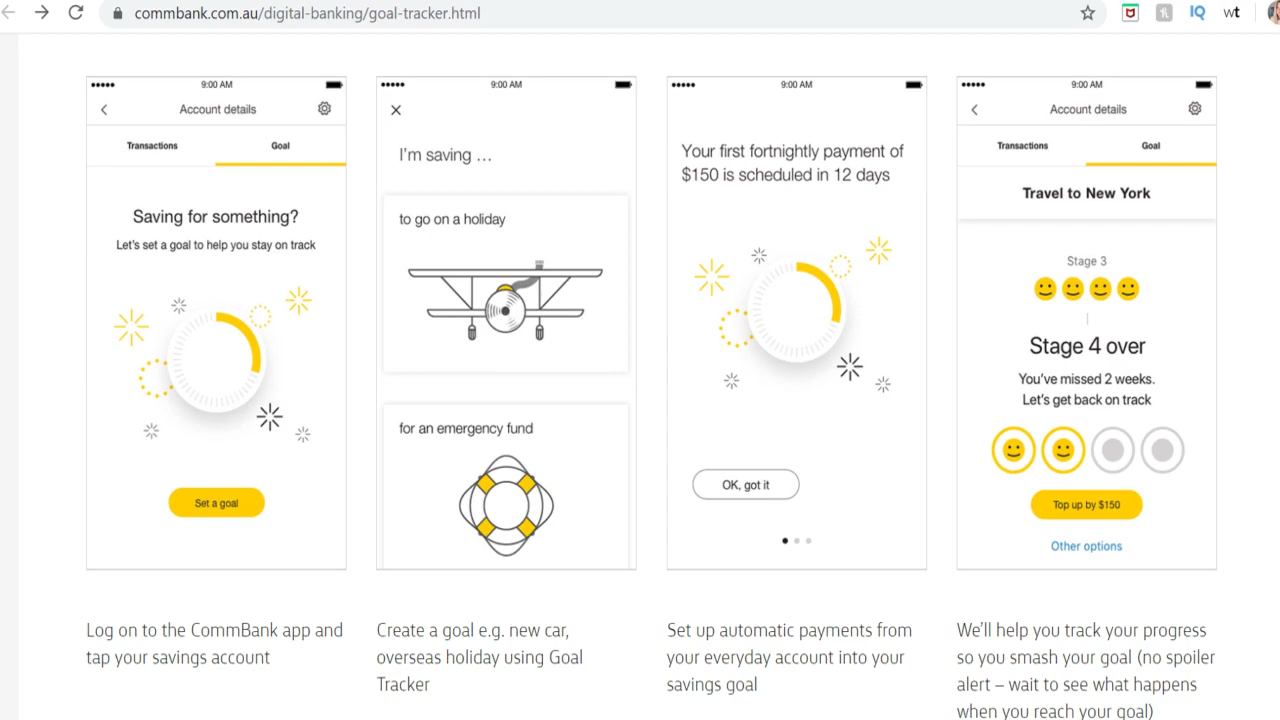 commbank.com.au/digital-banking/goal-tracker.html
IQ
wt
9:00 AM
Account details
Transactions
Goal
Saving for something?
Let's set a goal to help you stay on track
Set a goal
Log on to the CommBank app and
tap your savings account
9:00 AM
I'm saving ...
to go on a holiday
for an emergency fund
Create a goal e.g. new car,
overseas holiday using Goal
Tracker
9:00 AM
Your first fortnightly payment of
$150 is scheduled in 12 days
OK, got it
Set up automatic payments from
your everyday account into your
savings goal
9:00 AM
Account details
Transactions
Goal
Travel to New York
Stage 3
Stage 4 over
You've missed 2 weeks.
Let's get back on track
Top up by $150
Other options
We'll help you track your progress
so you smash your goal (no spoiler
alert – wait to see what happens
when you reach your goal)